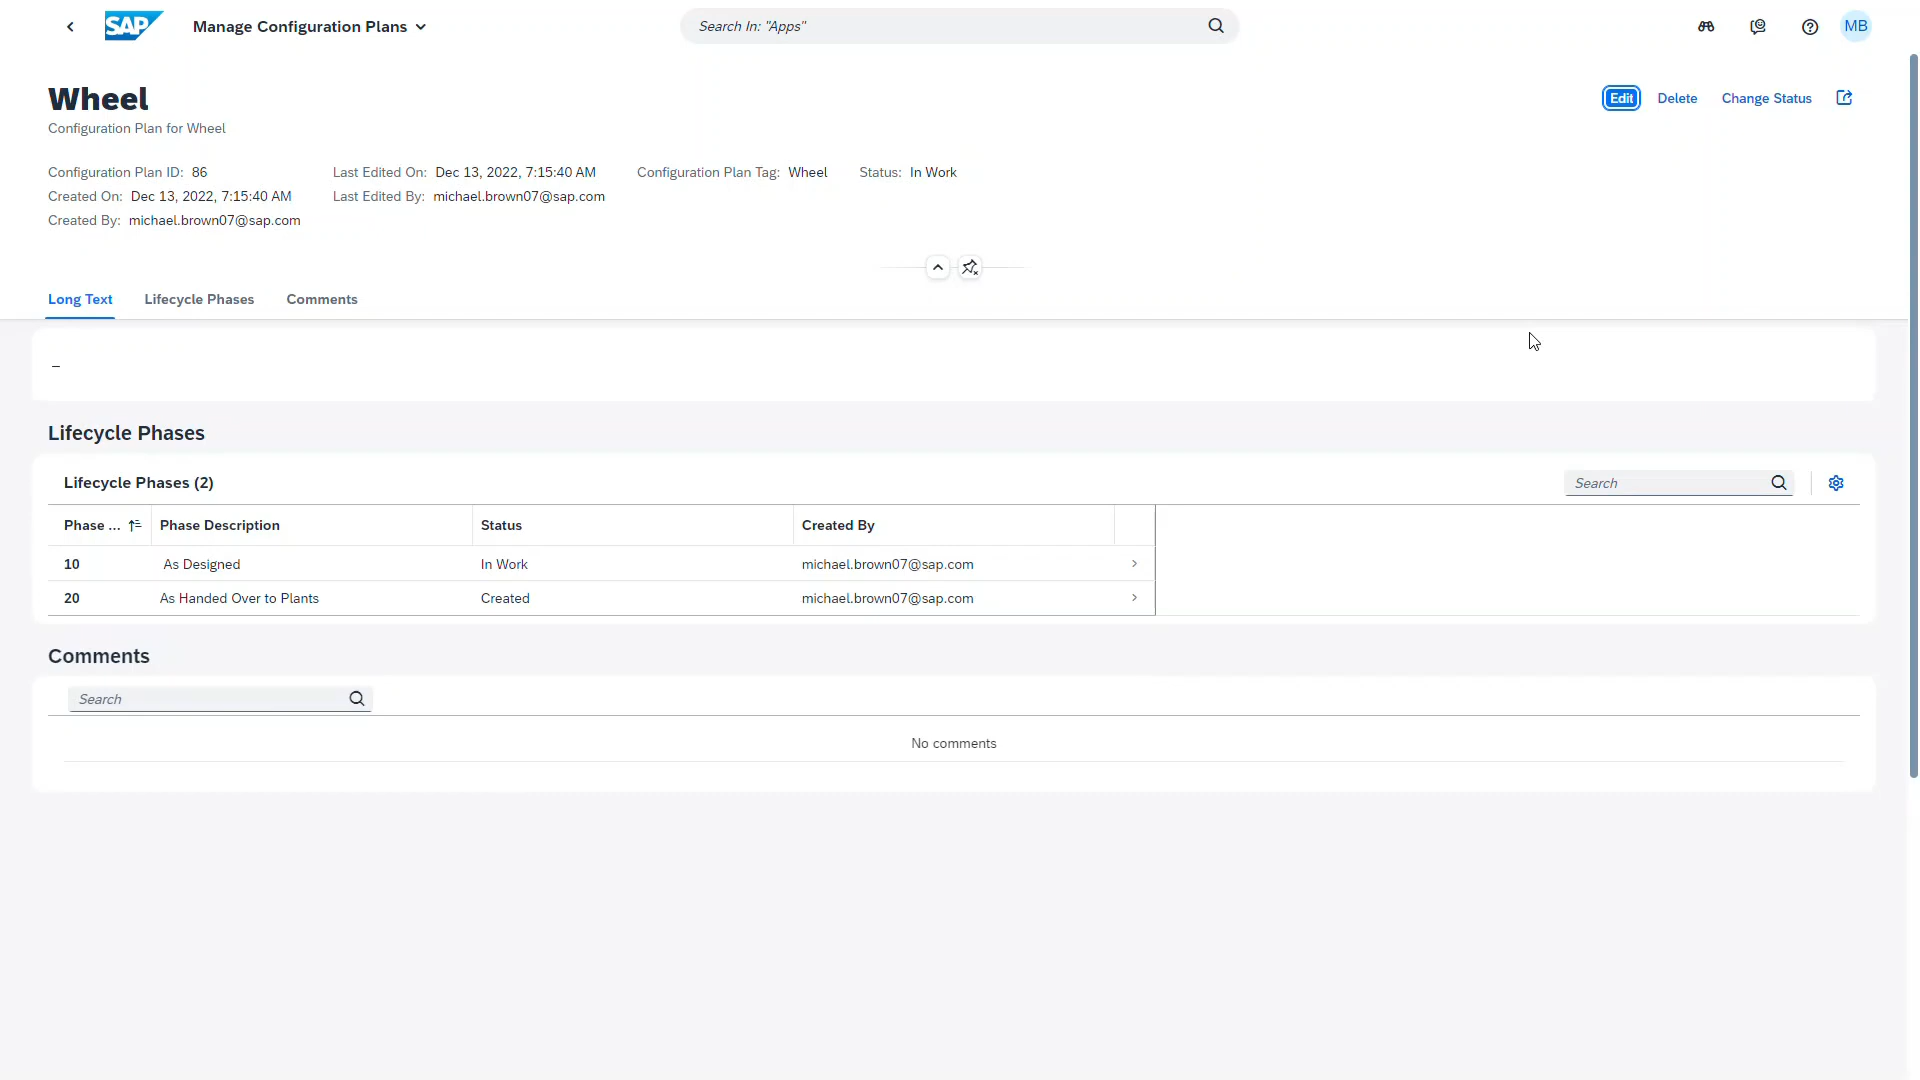 SAP Manage Configuration Plans Search In: "Apps" MB
Wheel
Edit Delete Change Status
Configuration Plan for Wheel
Configuration Plan ID: 86 Last Edited On: Dec 13, 2022, 7:15:40 AM Configuration Plan Tag: Wheel Status: In Work
Created On: Dec 13, 2022, 7:15:40 AM Last Edited By: michael.brown07@sap.com
Created By: michael.brown07@sap.com
Long Text Lifecycle Phases Comments
–
Lifecycle Phases
Lifecycle Phases (2) Search
Phase ... Phase Description Status Created By
10 As Designed In Work michael.brown07@sap.com
20 As Handed Over to Plants Created michael.brown07@sap.com
Comments
Search
No comments